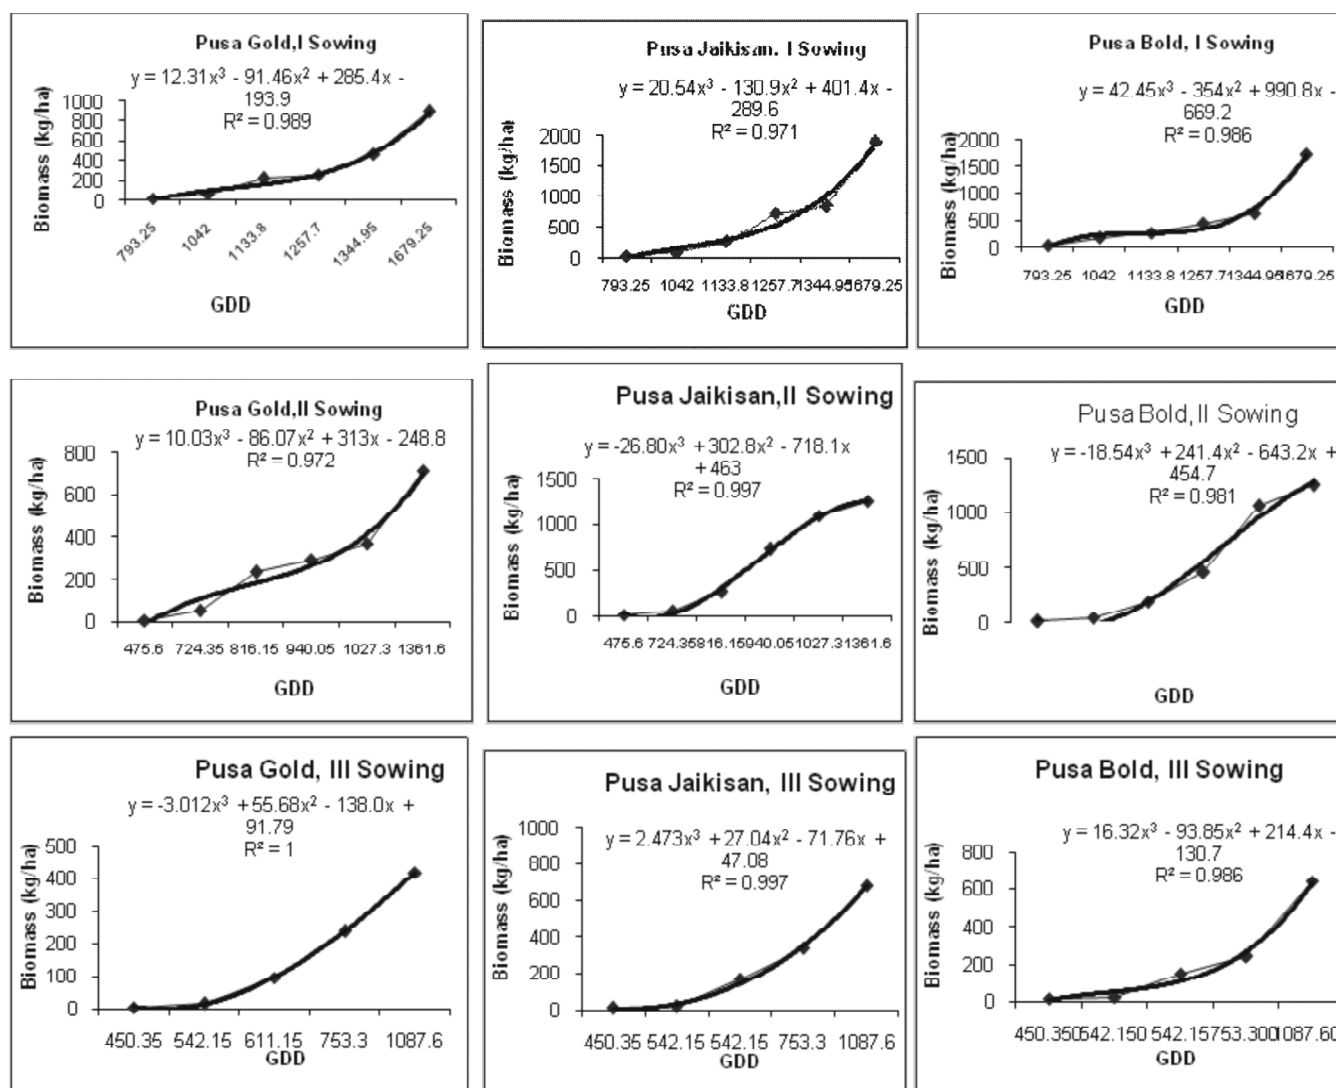 Pusa Gold,I Sowing
y = 12.31x³ - 91.46x² + 285.4x -
193.9
R² = 0.989
Biomass (kg/ha)
1000
800
600
400
200
0
793.25 1042 1133.8 1257.7 1344.95 1679.25
GDD
Pusa Jaikisan. I Sowing
y = 20.54x³ - 130.9x² + 401.4x -
289.6
R² = 0.971
Biomass (kg/ha)
2000
1500
1000
500
0
793.25 1042 1133.8 1257.7 1344.95 1679.25
GDD
Pusa Bold, I Sowing
y = 42.45x³ - 354x² + 990.8x -
669.2
R² = 0.986
Biomass (kg/ha)
2000
1500
1000
500
0
793.25 1042 1133.8 1257.7 1344.95 1679.25
GDD
Pusa Gold,II Sowing
y = 10.03x³ - 86.07x² + 313x - 248.8
R² = 0.972
Biomass (kg/ha)
800
600
400
200
0
475.6 724.35 816.15 940.05 1027.3 1361.6
GDD
Pusa Jaikisan,II Sowing
y = -26.80x³ + 302.8x² - 718.1x
+ 463
R² = 0.997
Biomass (kg/ha)
1500
1000
500
0
475.6 724.35 816.15 940.05 1027.3 1361.6
GDD
Pusa Bold,II Sowing
y = -18.54x³ + 241.4x² - 643.2x +
454.7
R² = 0.981
Biomass (kg/ha)
1500
1000
500
0
GDD
Pusa Gold, III Sowing
y = -3.012x³ + 55.68x² - 138.0x +
91.79
R² = 1
Biomass (kg/ha)
500
400
300
200
100
0
450.35 542.15 611.15 753.3 1087.6
GDD
Pusa Jaikisan, III Sowing
y = 2.473x³ + 27.04x² - 71.76x +
47.08
R² = 0.997
Biomass (kg/ha)
1000
800
600
400
200
0
450.35 542.15 542.15 753.3 1087.6
GDD
Pusa Bold, III Sowing
y = 16.32x³ - 93.85x² + 214.4x -
130.7
R² = 0.986
Biomass (kg/ha)
800
600
400
200
0
450.350 542.150 542.15 753.300 1087.60
GDD